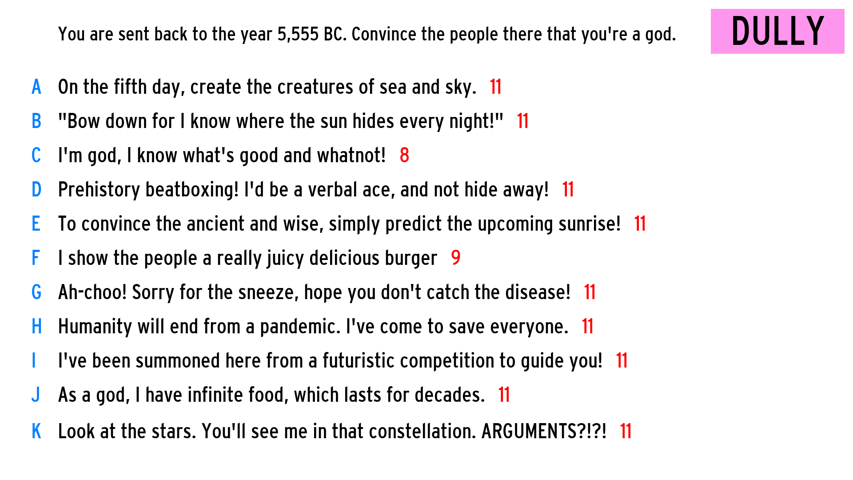 You are sent back to the year 5,555 BC. Convince the people there that you're a god.
DULLY
A On the fifth day, create the creatures of sea and sky. 11
B "Bow down for I know where the sun hides every night!" 11
C I'm god, I know what's good and whatnot! 8
D Prehistory beatboxing! I'd be a verbal ace, and not hide away! 11
E To convince the ancient and wise, simply predict the upcoming sunrise! 11
F I show the people a really juicy delicious burger 9
G Ah-choo! Sorry for the sneeze, hope you don't catch the disease! 11
H Humanity will end from a pandemic. I've come to save everyone. 11
I I've been summoned here from a futuristic competition to guide you! 11
J As a god, I have infinite food, which lasts for decades. 11
K Look at the stars. You'll see me in that constellation. ARGUMENTS?!?! 11